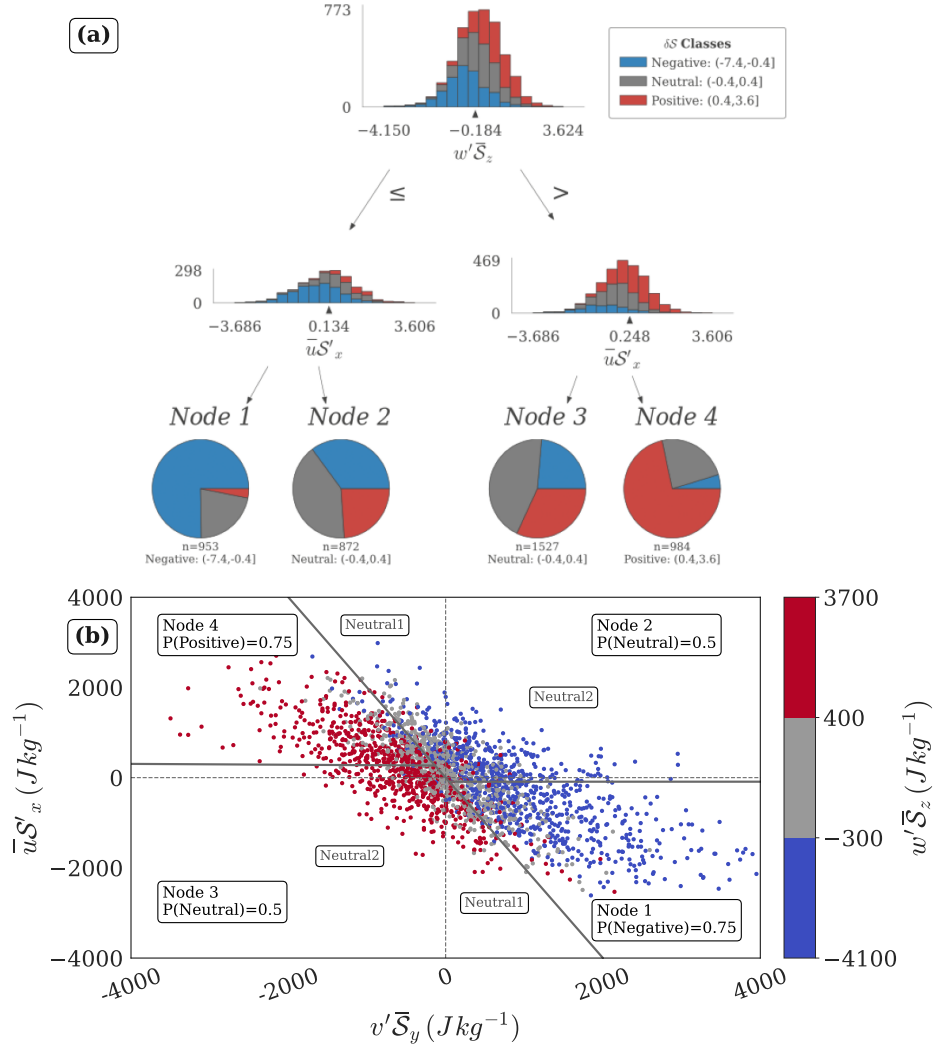 (a)
773
0
−4.150 −0.184 3.624
w′S̅_z
δS Classes
Negative: (-7.4,-0.4]
Neutral: (-0.4,0.4]
Positive: (0.4,3.6]
≤ >
298
0
−3.686 0.134 3.606
u̅S′_x
469
0
−3.686 0.248 3.606
u̅S′_x
Node 1 Node 2 Node 3 Node 4
n=953
Negative: (-7.4,-0.4]
n=872
Neutral: (-0.4,0.4]
n=1527
Neutral: (-0.4,0.4]
n=984
Positive: (0.4,3.6]
(b)
Node 4
P(Positive)=0.75
Neutral1
Node 2
P(Neutral)=0.5
Neutral2
Neutral2
Node 3
P(Neutral)=0.5
Neutral1
Node 1
P(Negative)=0.75
4000
2000
0
−2000
−4000
u̅S′_x (J kg⁻¹)
-4000 -2000 0 2000 4000
v′S̅_y (J kg⁻¹)
3700
400
−300
−4100
w′S̅_z (J kg⁻¹)